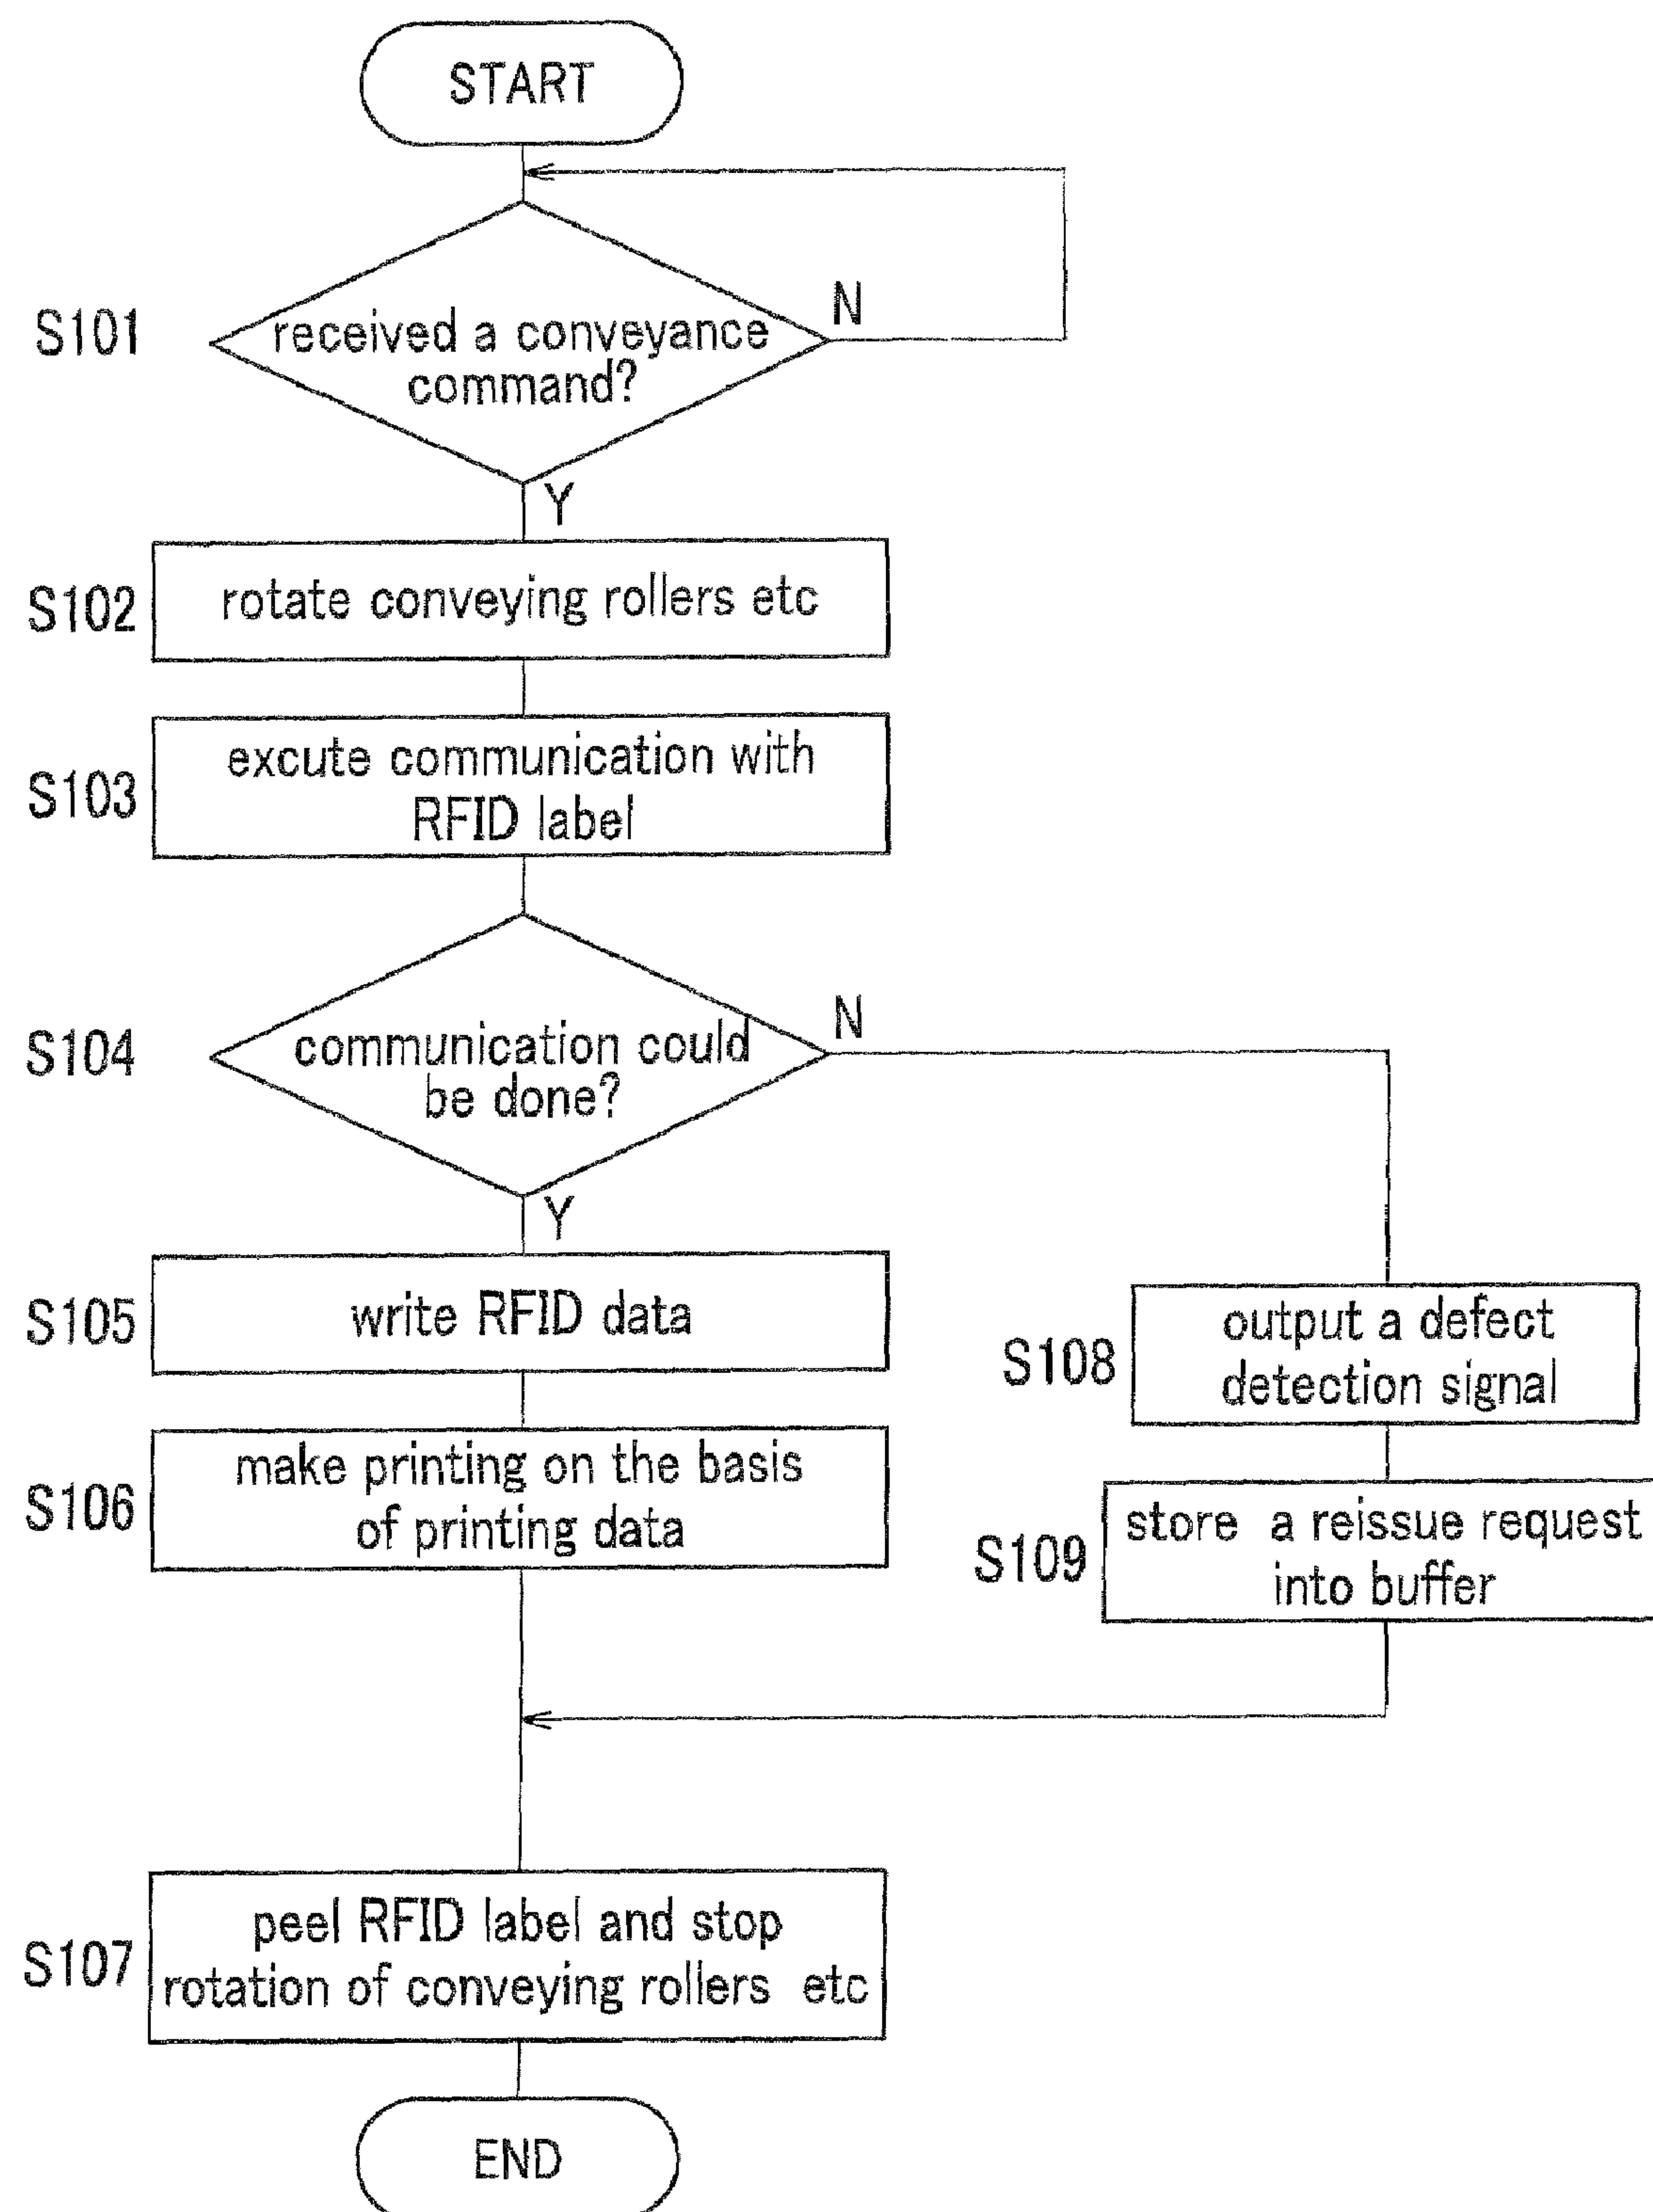 START
S101
received a conveyance
command?
N
Y
S102
rotate conveying rollers etc
S103
excute communication with
RFID label
S104
communication could
be done?
N
Y
S105
write RFID data
S108
output a defect
detection signal
S106
make printing on the basis
of printing data
S109
store a reissue request
into buffer
S107
peel RFID label and stop
rotation of conveying rollers etc
END